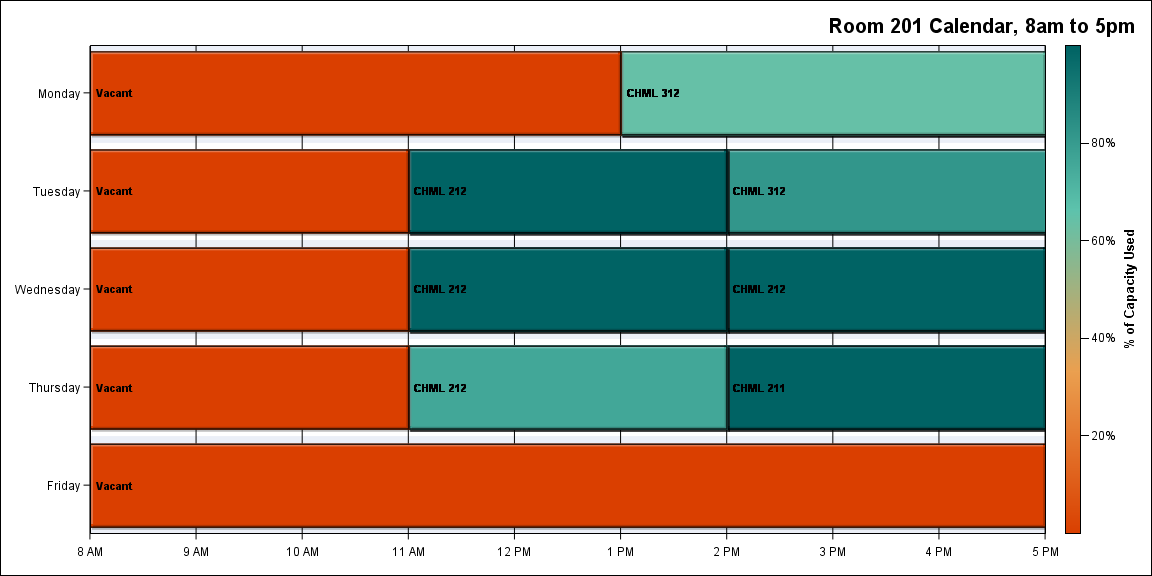 Room 201 Calendar, 8am to 5pm
Monday
Vacant
CHML 312
Tuesday
Vacant
CHML 212
CHML 312
Wednesday
Vacant
CHML 212
CHML 212
Thursday
Vacant
CHML 212
CHML 211
Friday
Vacant
8 AM
9 AM
10 AM
11 AM
12 PM
1 PM
2 PM
3 PM
4 PM
5 PM
80%
60%
40%
20%
% of Capacity Used